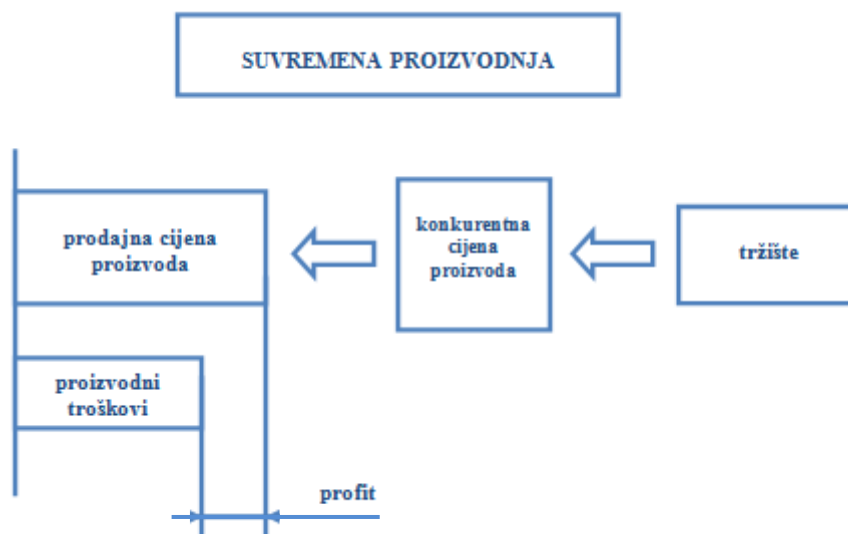 SUVREMENA PROIZVODNJA
prodajna cijena
proizvoda
konkurentna
cijena
proizvoda
tržište
proizvodni
troškovi
profit